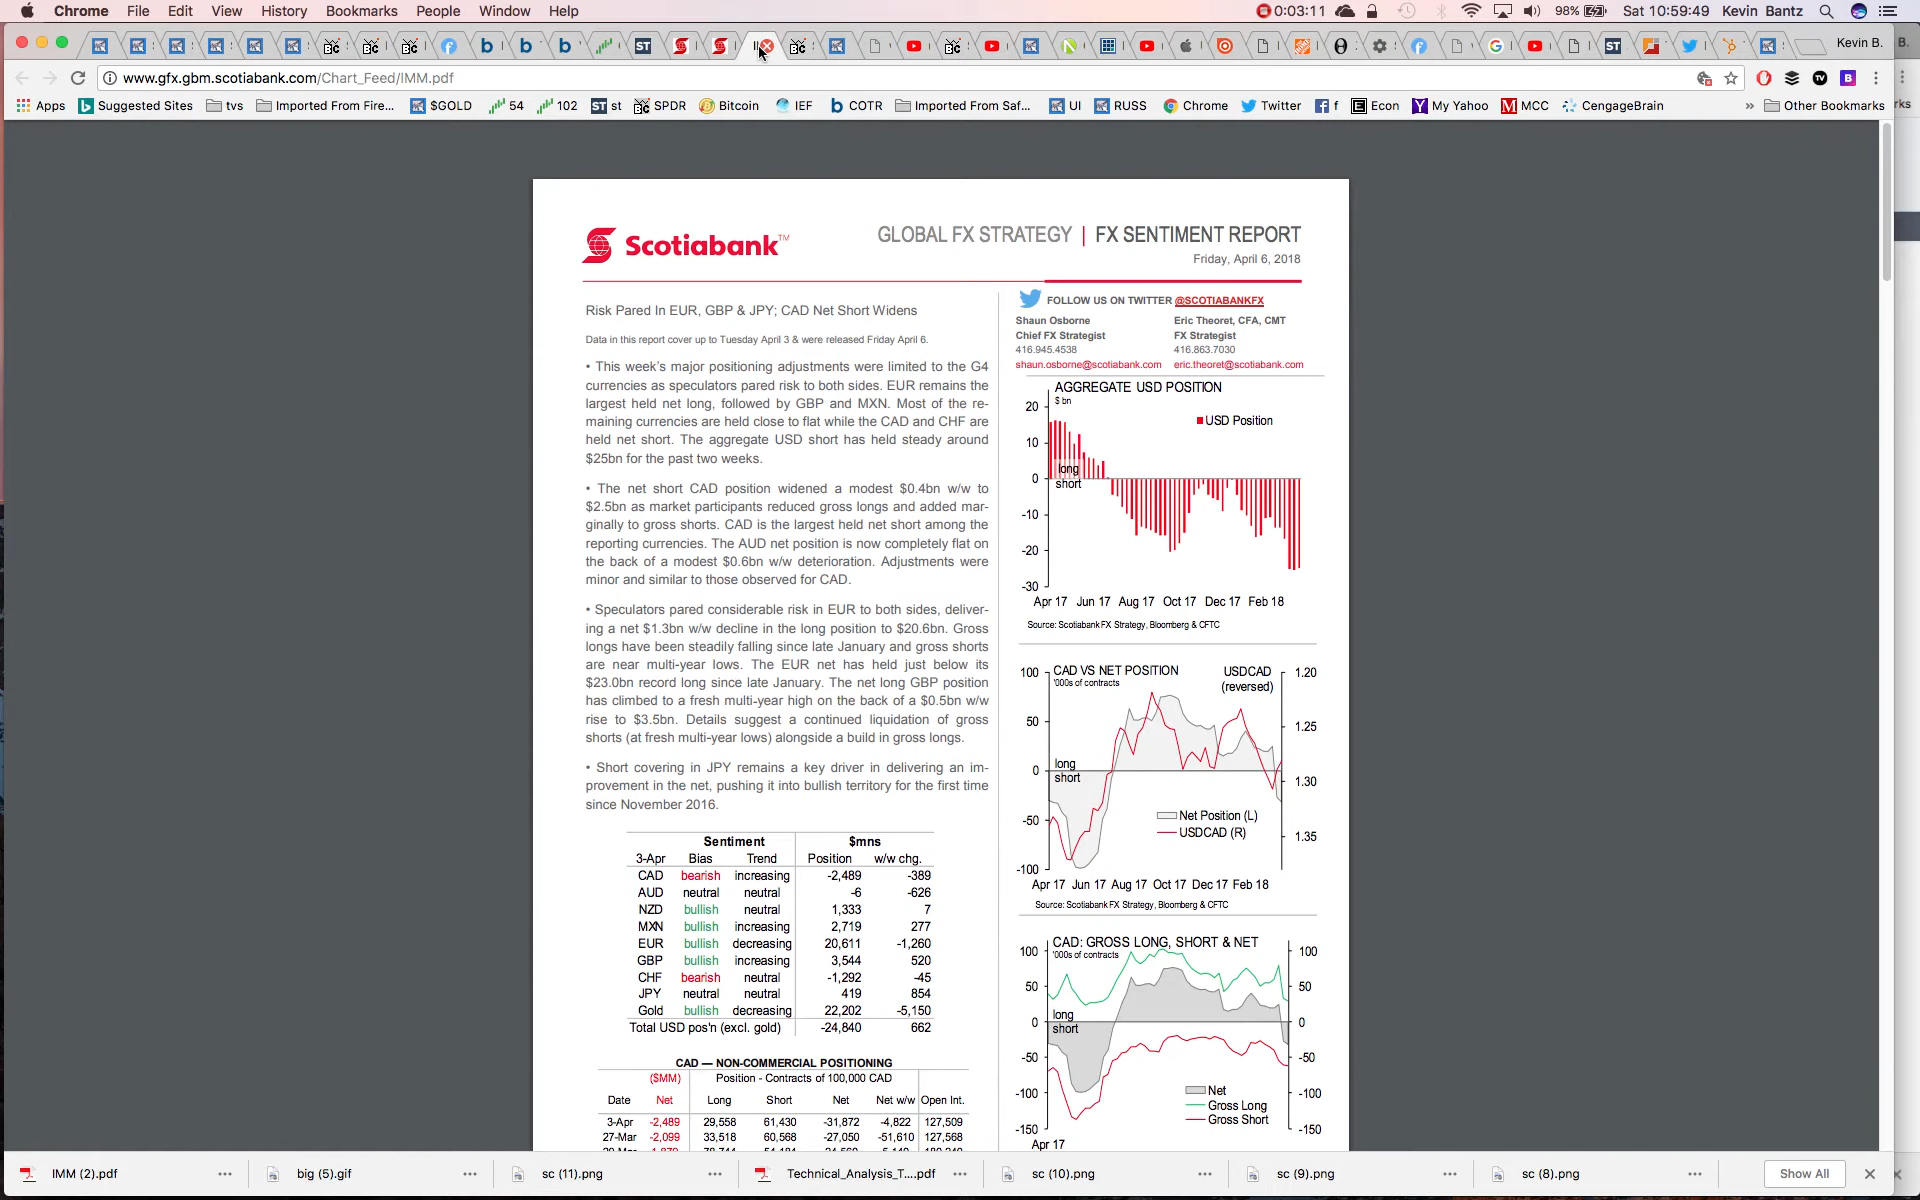 Chrome File Edit View History Bookmarks People Window Help 0:03:11 98% Sat 10:59:49 Kevin Bantz
Kevin B.
www.gfx.gbm.scotiabank.com/Chart_Feed/IMM.pdf
Apps Suggested Sites tvs Imported From Fire... $GOLD 54 102 st SPDR Bitcoin IEF COTR Imported From Saf... UI RUSS Chrome Twitter f Econ My Yahoo MCC CengageBrain » Other Bookmarks
Scotiabank™
GLOBAL FX STRATEGY | FX SENTIMENT REPORT
Friday, April 6, 2018
Risk Pared In EUR, GBP & JPY; CAD Net Short Widens
Data in this report cover up to Tuesday April 3 & were released Friday April 6.
• This week's major positioning adjustments were limited to the G4
currencies as speculators pared risk to both sides. EUR remains the
largest held net long, followed by GBP and MXN. Most of the re-
maining currencies are held close to flat while the CAD and CHF are
held net short. The aggregate USD short has held steady around
$25bn for the past two weeks.
• The net short CAD position widened a modest $0.4bn w/w to
$2.5bn as market participants reduced gross longs and added mar-
ginally to gross shorts. CAD is the largest held net short among the
reporting currencies. The AUD net position is now completely flat on
the back of a modest $0.6bn w/w deterioration. Adjustments were
minor and similar to those observed for CAD.
• Speculators pared considerable risk in EUR to both sides, deliver-
ing a net $1.3bn w/w decline in the long position to $20.6bn. Gross
longs have been steadily falling since late January and gross shorts
are near multi-year lows. The EUR net has held just below its
$23.0bn record long since late January. The net long GBP position
has climbed to a fresh multi-year high on the back of a $0.5bn w/w
rise to $3.5bn. Details suggest a continued liquidation of gross
shorts (at fresh multi-year lows) alongside a build in gross longs.
• Short covering in JPY remains a key driver in delivering an im-
provement in the net, pushing it into bullish territory for the first time
since November 2016.
Sentiment $mns
3-Apr Bias Trend Position w/w chg.
CAD bearish increasing -2,489 -389
AUD neutral neutral -6 -626
NZD bullish neutral 1,333 7
MXN bullish increasing 2,719 277
EUR bullish decreasing 20,611 -1,260
GBP bullish increasing 3,544 520
CHF bearish neutral -1,292 -45
JPY neutral neutral 419 854
Gold bullish decreasing 22,202 -5,150
Total USD pos'n (excl. gold) -24,840 662
CAD — NON-COMMERCIAL POSITIONING
($MM) Position - Contracts of 100,000 CAD
Date Net Long Short Net Net w/w Open Int.
3-Apr -2,489 29,558 61,430 -31,872 -4,822 127,509
27-Mar -2,099 33,518 60,568 -27,050 -51,610 127,568
FOLLOW US ON TWITTER @SCOTIABANKFX
Shaun Osborne Eric Theoret, CFA, CMT
Chief FX Strategist FX Strategist
416.945.4538 416.863.7030
shaun.osborne@scotiabank.com eric.theoret@scotiabank.com
AGGREGATE USD POSITION
$ bn
USD Position
20
10
0
-10
-20
-30
long
short
Apr 17 Jun 17 Aug 17 Oct 17 Dec 17 Feb 18
Source: Scotiabank FX Strategy, Bloomberg & CFTC
CAD VS NET POSITION
'000s of contracts
USDCAD
(reversed)
100 1.20
50 1.25
0 1.30
-50 1.35
-100
long
short
Net Position (L)
USDCAD (R)
Apr 17 Jun 17 Aug 17 Oct 17 Dec 17 Feb 18
Source: Scotiabank FX Strategy, Bloomberg & CFTC
CAD: GROSS LONG, SHORT & NET
'000s of contracts
100 100
50 50
0 0
-50 -50
-100 -100
-150 -150
long
short
Net
Gross Long
Gross Short
Apr 17
IMM (2).pdf big (5).gif sc (11).png Technical_Analysis_T....pdf sc (10).png sc (9).png sc (8).png Show All